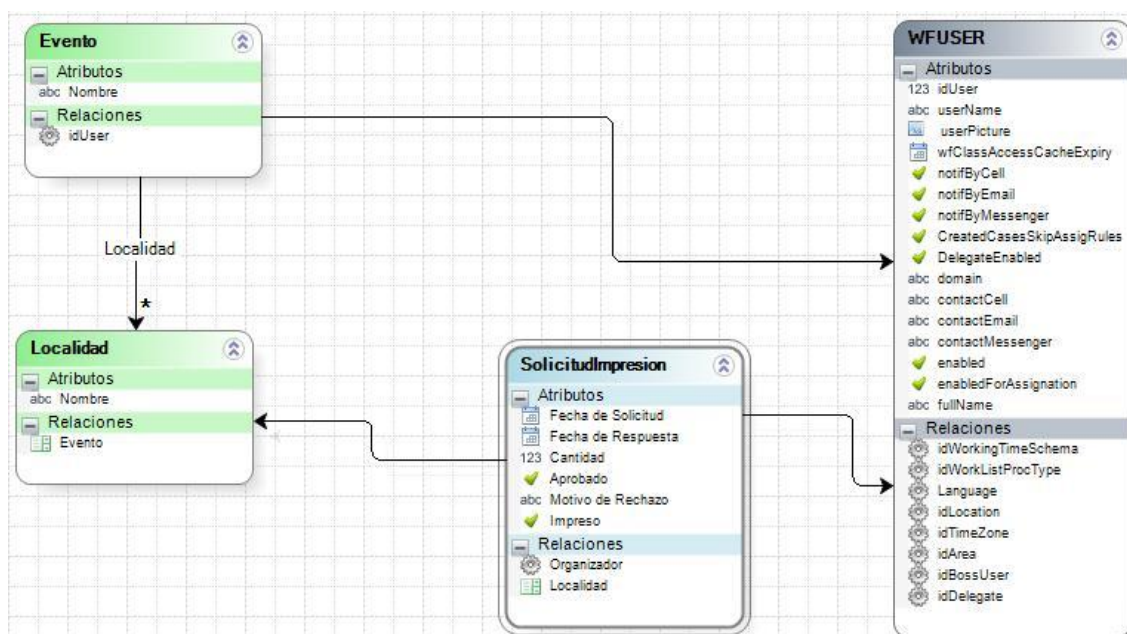 Evento
Atributos
abc Nombre
Relaciones
idUser
Localidad
*
Localidad
Atributos
abc Nombre
Relaciones
Evento
SolicitudImpresion
Atributos
Fecha de Solicitud
Fecha de Respuesta
123 Cantidad
Aprobado
abc Motivo de Rechazo
Impreso
Relaciones
Organizador
Localidad
WFUSER
Atributos
123 idUser
abc userName
userPicture
wfClassAccessCacheExpiry
notifByCell
notifByEmail
notifByMessenger
CreatedCasesSkipAssigRules
DelegateEnabled
abc domain
abc contactCell
abc contactEmail
abc contactMessenger
enabled
enabledForAssignation
abc fullName
Relaciones
idWorkingTimeSchema
idWorkListProcType
Language
idLocation
idTimeZone
idArea
idBossUser
idDelegate